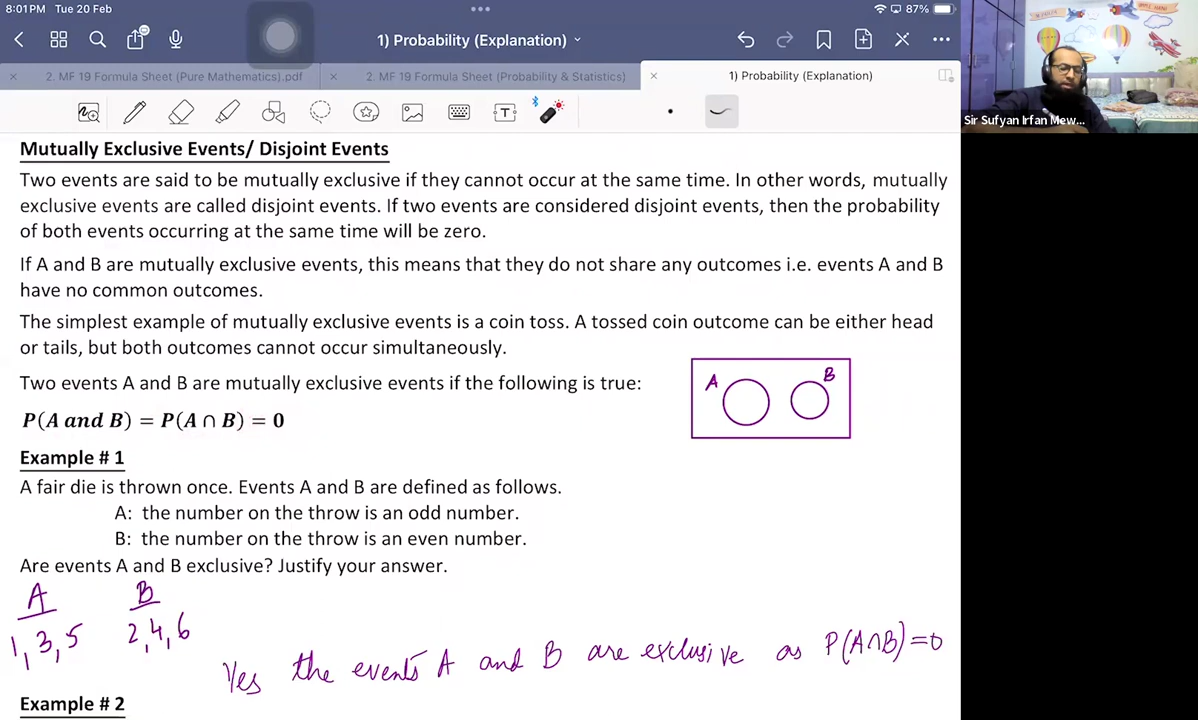 8:01PM Tue 20 Feb
87%
1) Probability (Explanation)
2. MF 19 Formula Sheet (Pure Mathematics).pdf
2. MF 19 Formula Sheet (Probability & Statistics)
1) Probability (Explanation)
Sir Sufyan Irfan Mew...
Mutually Exclusive Events/ Disjoint Events
Two events are said to be mutually exclusive if they cannot occur at the same time. In other words, mutually
exclusive events are called disjoint events. If two events are considered disjoint events, then the probability
of both events occurring at the same time will be zero.
If A and B are mutually exclusive events, this means that they do not share any outcomes i.e. events A and B
have no common outcomes.
The simplest example of mutually exclusive events is a coin toss. A tossed coin outcome can be either head
or tails, but both outcomes cannot occur simultaneously.
Two events A and B are mutually exclusive events if the following is true:
A B
P(A and B) = P(A ∩ B) = 0
Example # 1
A fair die is thrown once. Events A and B are defined as follows.
A: the number on the throw is an odd number.
B: the number on the throw is an even number.
Are events A and B exclusive? Justify your answer.
A B
1, 3, 5 2, 4, 6
Yes the events A and B are exclusive as P(A∩B)=0
Example # 2